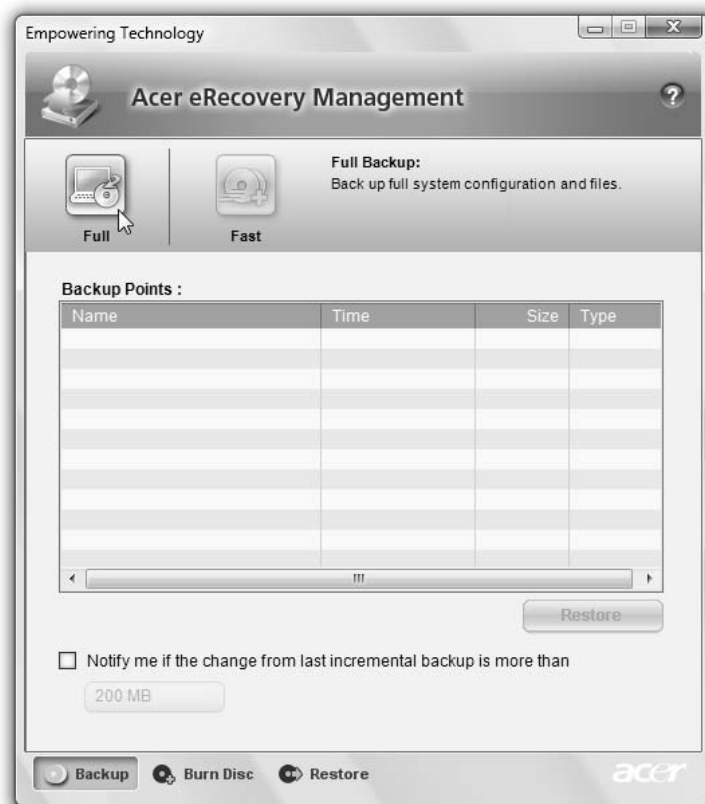 Empowering Technology
Acer eRecovery Management
?
Full Backup:
Back up full system configuration and files.
Full
Fast
Backup Points :
Name Time Size Type
Restore
Notify me if the change from last incremental backup is more than
200 MB
Backup Burn Disc Restore
acer